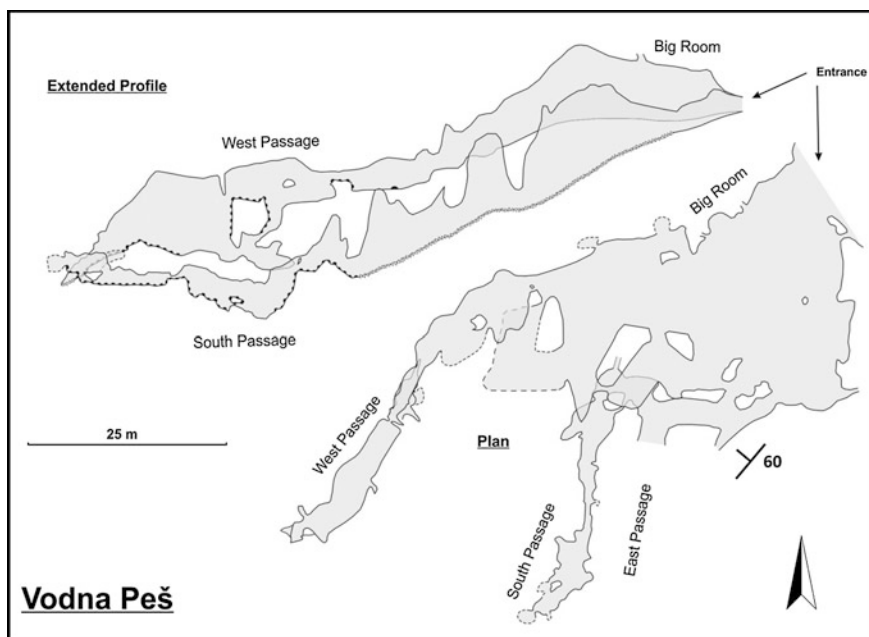 Extended Profile
Big Room
Entrance
West Passage
Big Room
South Passage
West Passage
25 m
Plan
60
South Passage
East Passage
Vodna Peš